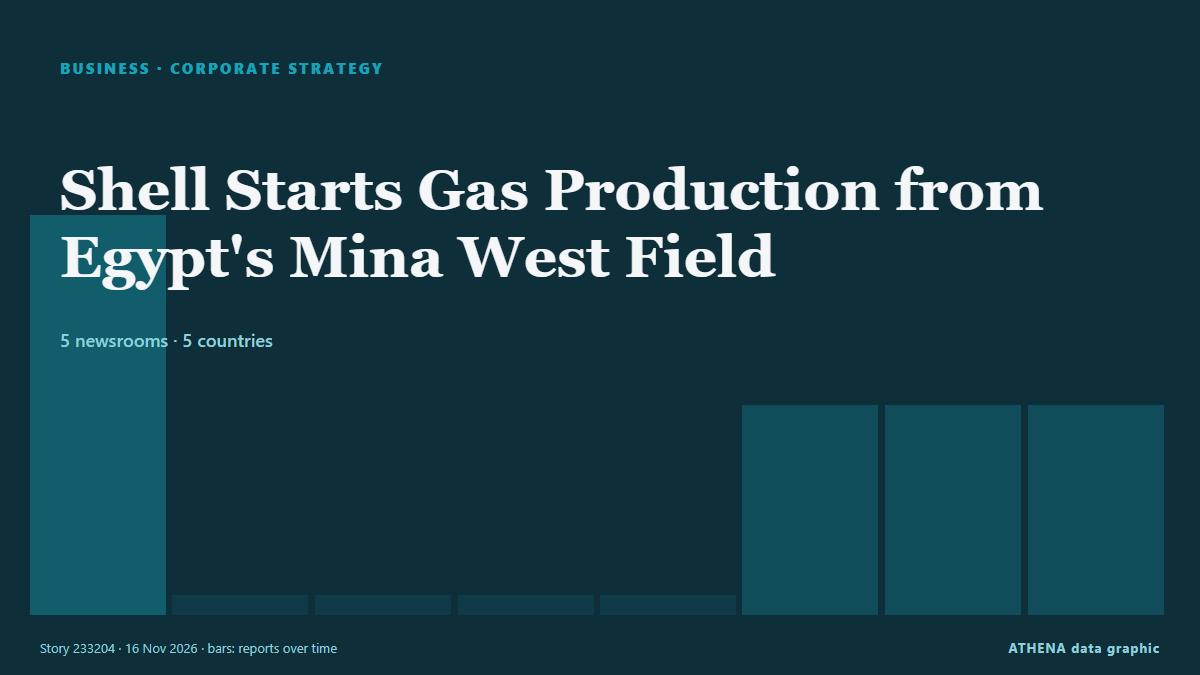 BUSINESS · CORPORATE STRATEGY
Shell Starts Gas Production from
Egypt's Mina West Field
5 newsrooms · 5 countries
Story 233204 · 16 Nov 2026 · bars: reports over time
ATHENA data graphic